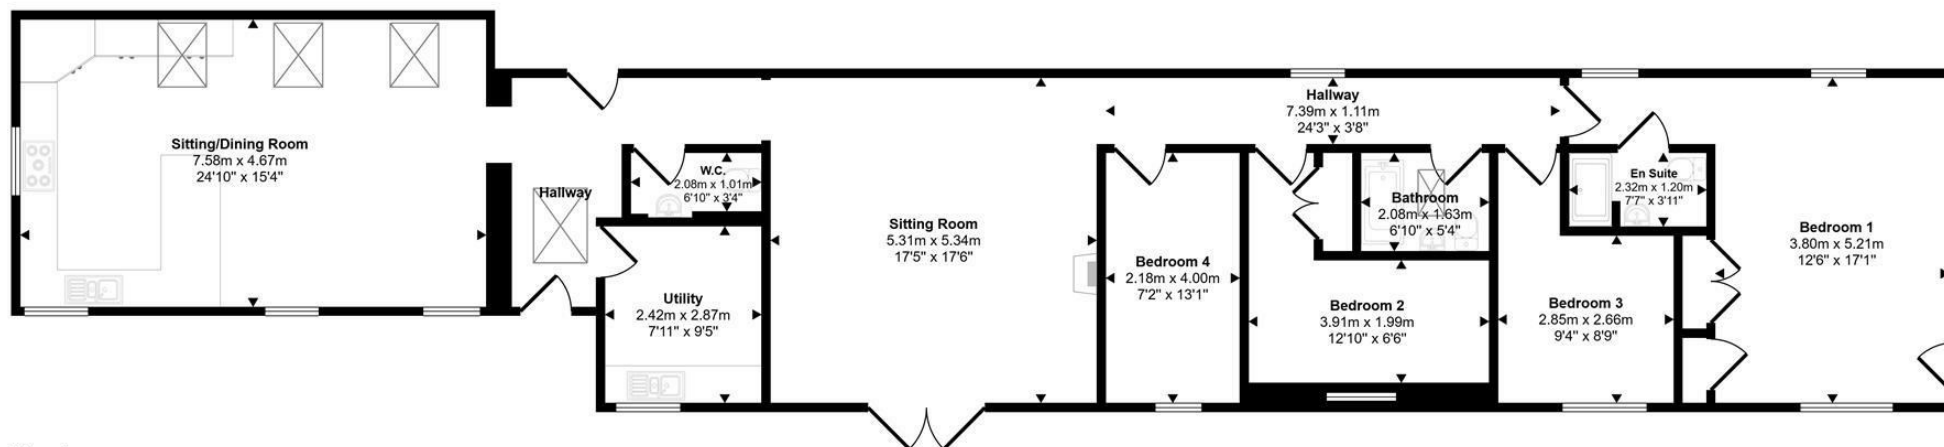 Sitting/Dining Room
7.58m x 4.67m
24'10" x 15'4"
Hallway
W.C.
2.08m x 1.01m
6'10" x 3'4"
Utility
2.42m x 2.87m
7'11" x 9'5"
Sitting Room
5.31m x 5.34m
17'5" x 17'6"
Hallway
7.39m x 1.11m
24'3" x 3'8"
Bedroom 4
2.18m x 4.00m
7'2" x 13'1"
Bathroom
2.08m x 1.63m
6'10" x 5'4"
Bedroom 2
3.91m x 1.99m
12'10" x 6'6"
Bedroom 3
2.85m x 2.66m
9'4" x 8'9"
En Suite
2.32m x 1.20m
7'7" x 3'11"
Bedroom 1
3.80m x 5.21m
12'6" x 17'1"